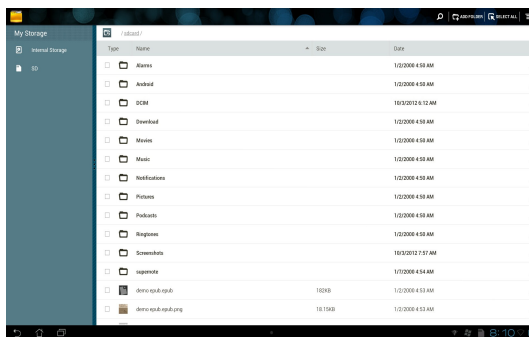 ADD FOLDER SELECT ALL
My Storage
/sdcard/
Internal Storage
SD
Type Name Size Date
Alarms 1/2/2000 4:50 AM
Android 1/2/2000 4:50 AM
DCIM 10/3/2012 6:12 AM
Download 1/2/2000 4:50 AM
Movies 1/2/2000 4:50 AM
Music 1/2/2000 4:50 AM
Notifications 1/2/2000 4:50 AM
Pictures 1/2/2000 4:50 AM
Podcasts 1/2/2000 4:50 AM
Ringtones 1/2/2000 4:50 AM
Screenshots 10/3/2012 7:57 AM
supernote 1/7/2000 4:54 AM
demo epub.epub 182KB 1/2/2000 4:53 AM
demo epub.epub.png 18.15KB 1/2/2000 4:53 AM
8:10